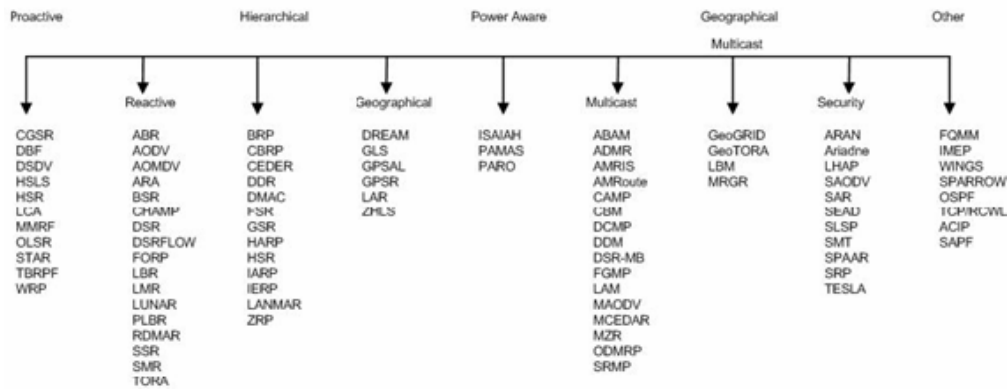 Proactive Hierarchical Power Aware Geographical Other
Multicast
Reactive Geographical Multicast Security
CGSR ABR BRP DREAM ISAIAH ABAM GeoGRID ARAN FQMM
DBF AODV CBRP GLS PAMAS ADMR GeoTORA Ariadne IMEP
DSDV AOMDV CEDER GPSAL PARO AMRIS LBM LHAP WINGS
HSLS ARA DDR GPSR AMRoute MRGR SAODV SPARROW
HSR BSR DMAC LAR CAMP SAR OSPF
LCA CHAMP FSR ZHLS CBM SEAD TCP/RCWL
MMRF DSR GSR DCMP SLSP ACIP
OLSR DSRFLOW HARP DDM SMT SAPF
STAR FORP HSR DSR-MB SPAAR
TBRPF LBR IARP FGMP SRP
WRP LMR IERP LAM TESLA
LUNAR LANMAR MAODV
PLBR ZRP MCEDAR
RDMAR MZR
SSR ODMRP
SMR SRMP
TORA